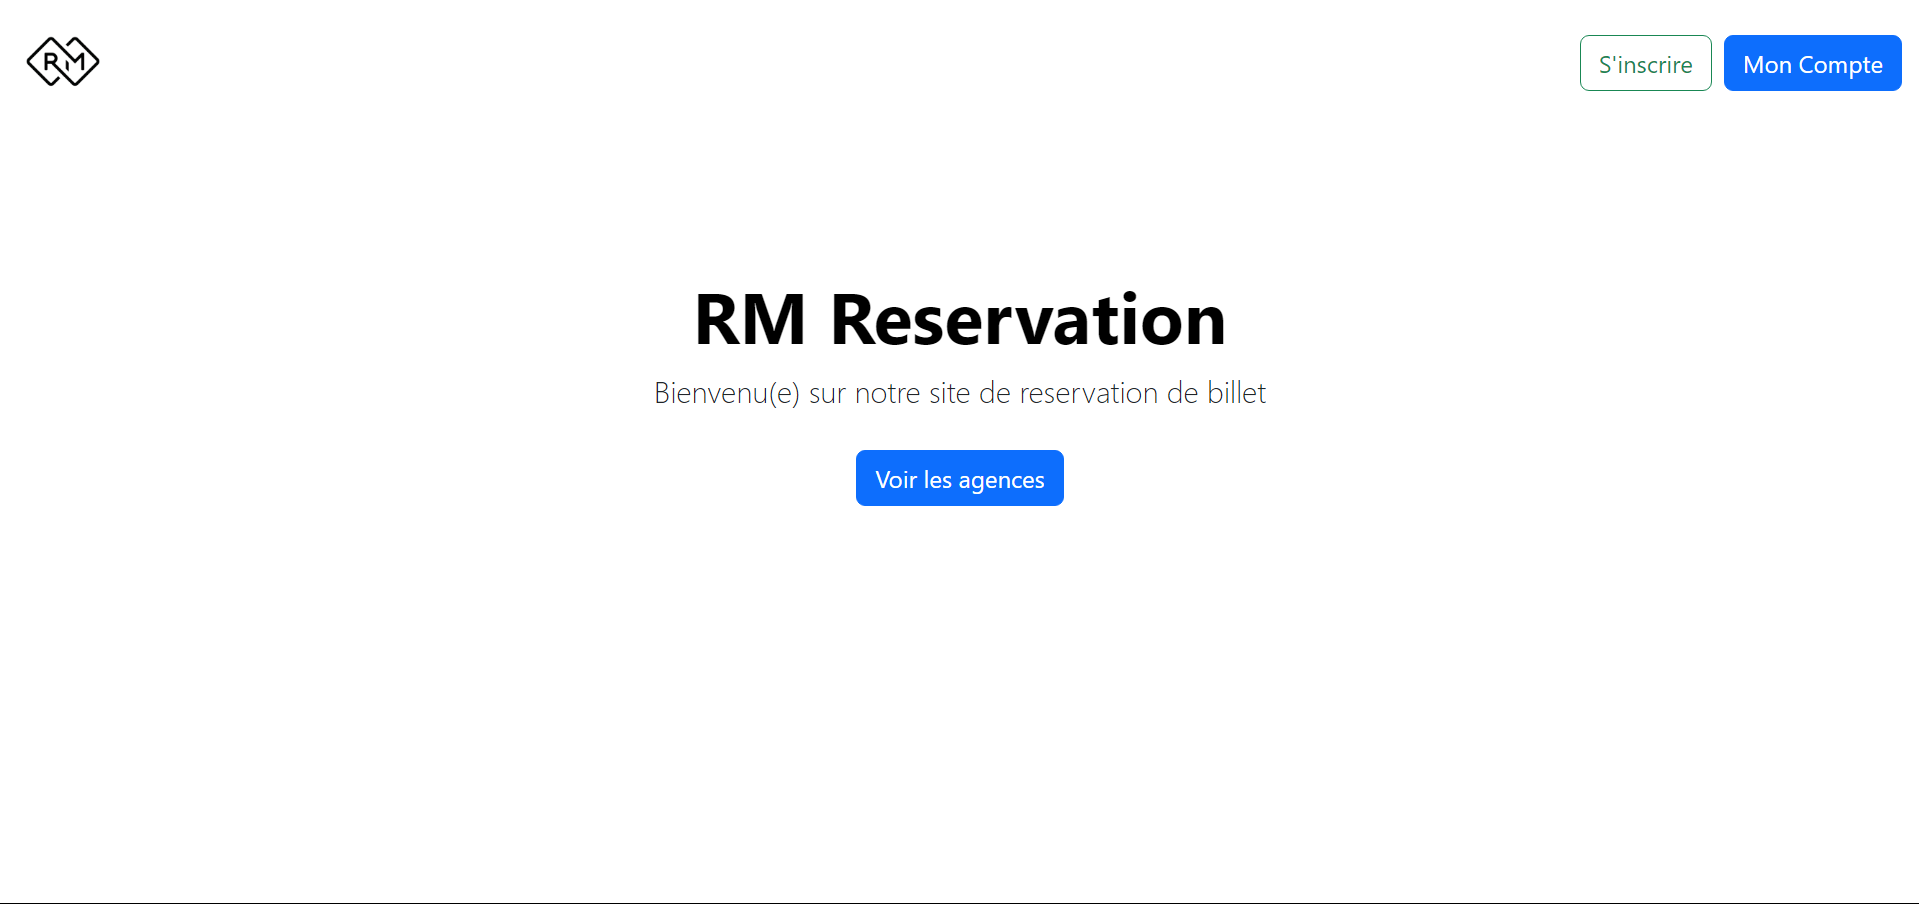 RM
S'inscrire
Mon Compte
RM Reservation
Bienvenu(e) sur notre site de reservation de billet
Voir les agences